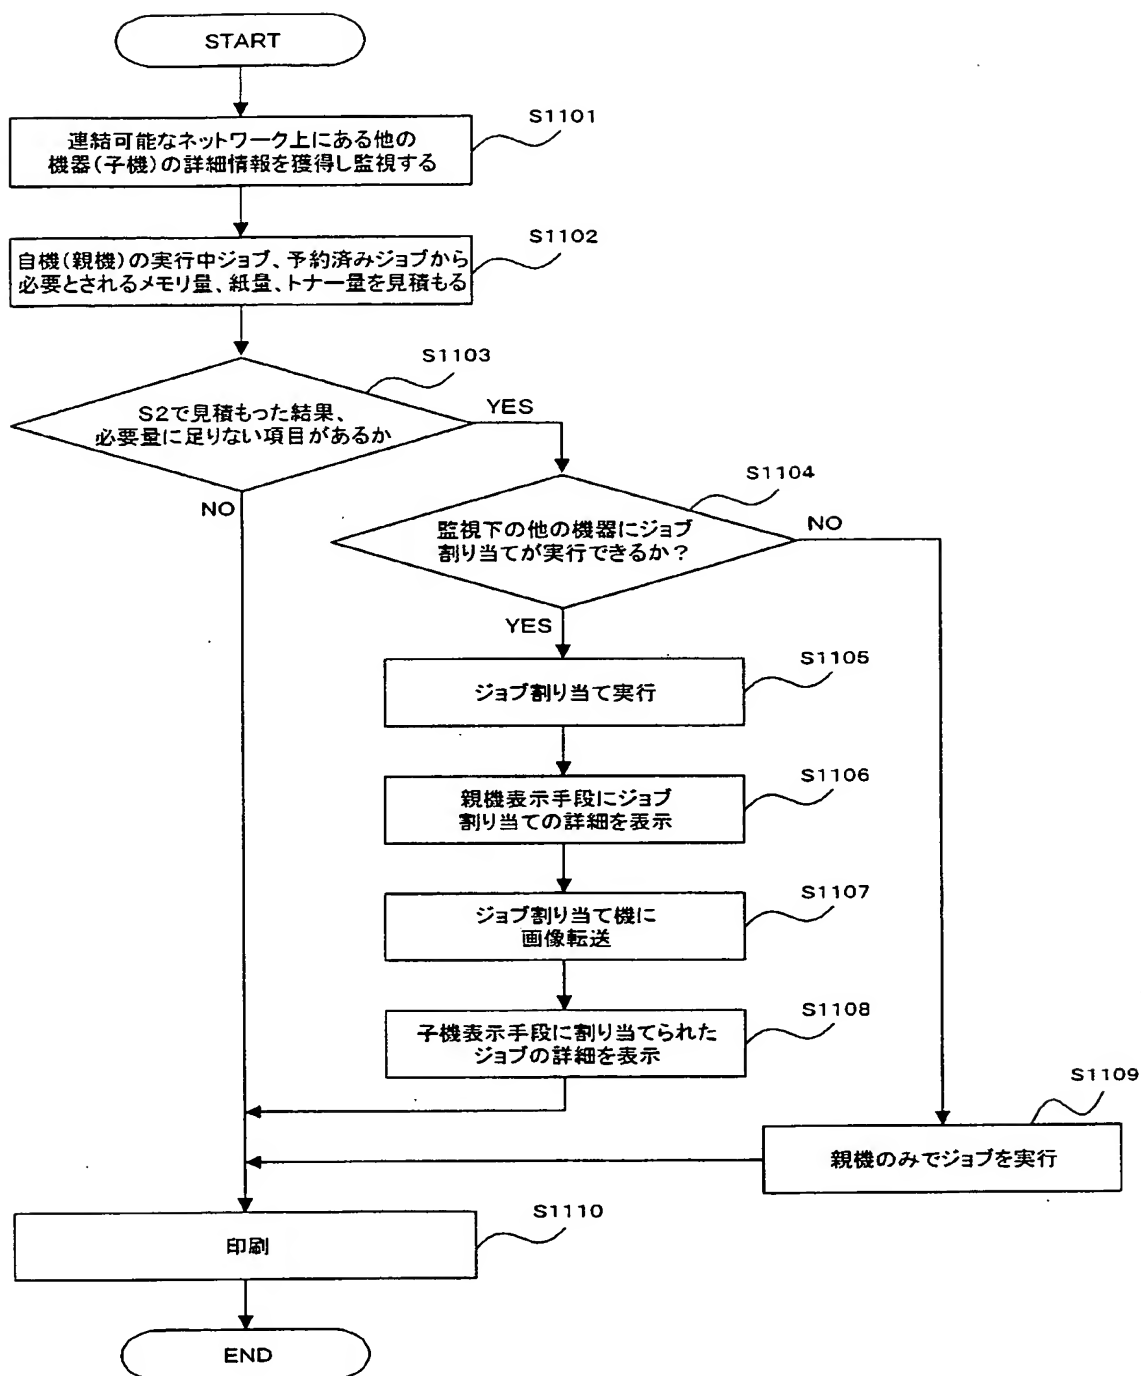 START
S1101
連結可能なネットワーク上にある他の
機器(子機)の詳細情報を獲得し監視する
S1102
自機(親機)の実行中ジョブ、予約済みジョブから
必要とされるメモリ量、紙量、トナー量を見積もる
S1103
S2で見積もった結果、
必要量に足りない項目があるか
YES
NO
S1104
監視下の他の機器にジョブ
割り当てが実行できるか?
NO
YES
S1105
ジョブ割り当て実行
S1106
親機表示手段にジョブ
割り当ての詳細を表示
S1107
ジョブ割り当て機に
画像転送
S1108
子機表示手段に割り当てられた
ジョブの詳細を表示
S1109
親機のみでジョブを実行
S1110
印刷
END